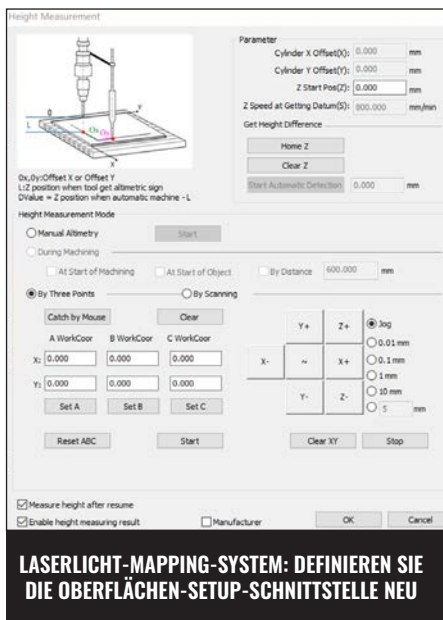 Height Measurement
Parameter
Cylinder X Offset(X): 0.000 mm
Cylinder Y Offset(Y): 0.000 mm
Z Start Pos(Z): 0.000 mm
Z Speed at Getting Datum(S): 800.000 mm/min
Get Height Difference
Home Z
Clear Z
Start Automatic Detection 0.000 mm
L
Y
Ox
Oy
X
Ox,Oy:Offset X or Offset Y
L:Z position when tool get altimetric sign
DValue = Z position when automatic machine - L
Height Measurement Mode
Manual Altimetry Start
During Machining
At Start of Machining At Start of Object By Distance 600.000 mm
By Three Points By Scanning
Catch by Mouse Clear
A WorkCoor B WorkCoor C WorkCoor
X: 0.000 0.000 0.000
Y: 0.000 0.000 0.000
Set A Set B Set C
Reset ABC Start
Y+ Z+ Jog
0.01 mm
X- ~ X+ 0.1 mm
1 mm
Y- Z- 10 mm
5 mm
Clear XY Stop
Measure height after resume
Enable height measuring result Manufacturer OK Cancel
LASERLICHT-MAPPING-SYSTEM: DEFINIEREN SIE
DIE OBERFLÄCHEN-SETUP-SCHNITTSTELLE NEU